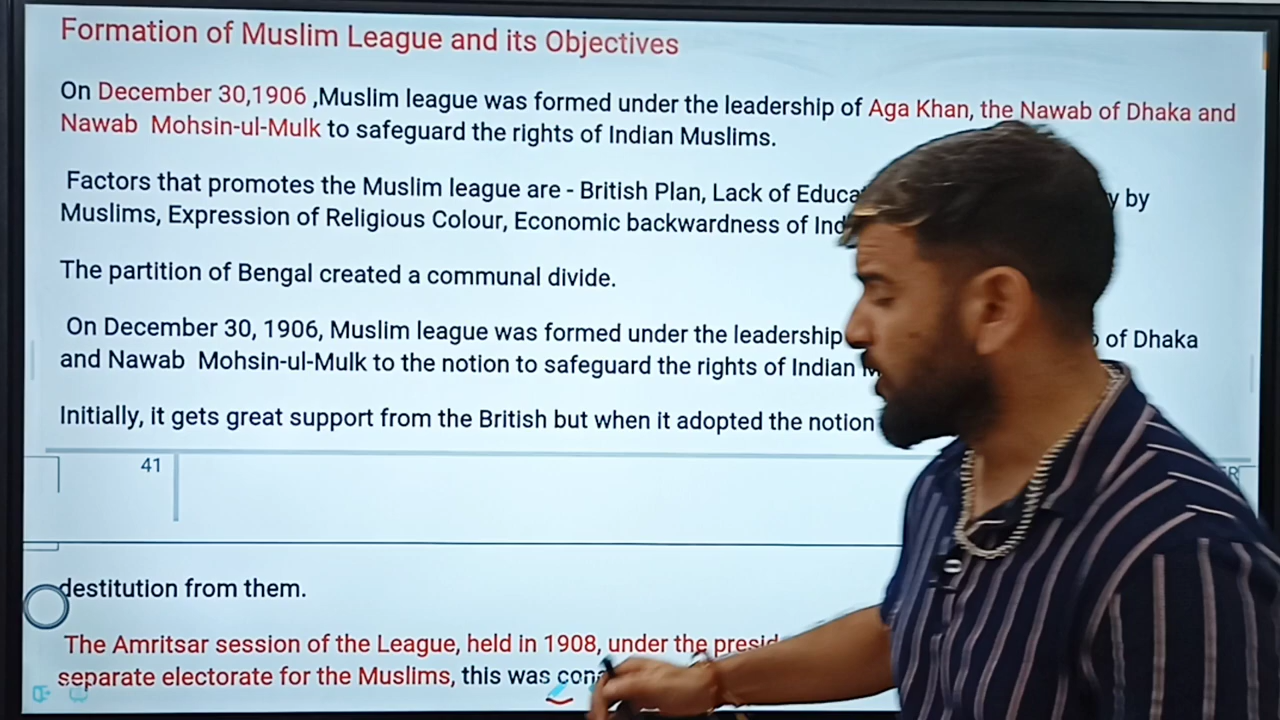 Formation of Muslim League and its Objectives
On December 30,1906 ,Muslim league was formed under the leadership of Aga Khan, the Nawab of Dhaka and
Nawab Mohsin-ul-Mulk to safeguard the rights of Indian Muslims.
Factors that promotes the Muslim league are - British Plan, Lack of by
Muslims, Expression of Religious Colour, Economic backwardness of
The partition of Bengal created a communal divide.
On December 30, 1906, Muslim league was formed under the leadership of Dhaka
and Nawab Mohsin-ul-Mulk to the notion to safeguard the rights of Indian
Initially, it gets great support from the British but when it adopted the notion
41
destitution from them.
The Amritsar session of the League, held in 1908, under the
separate electorate for the Muslims, this was